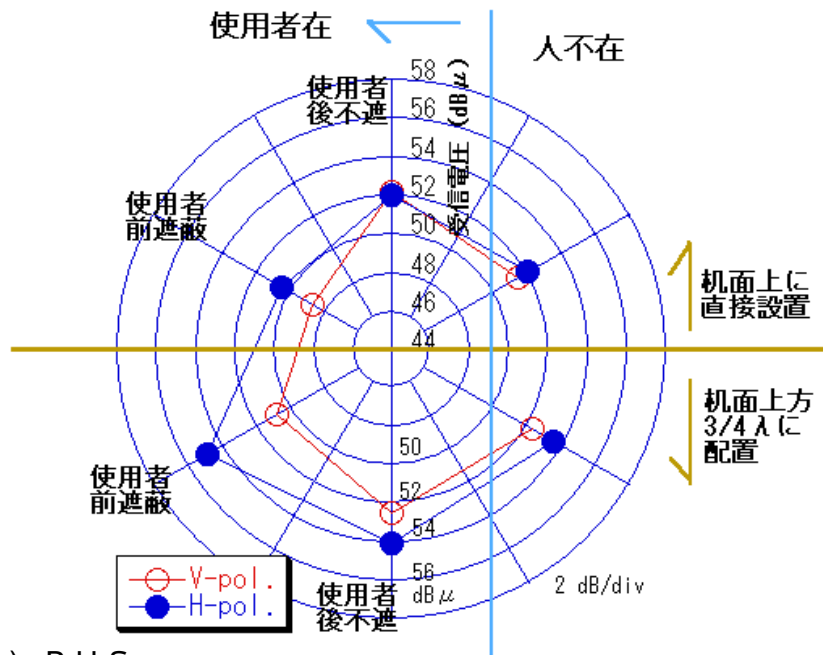 使用者在
人不在
使用者
後不遮
58
56
54
52
50
48
46
44
受信電圧 (dBμ)
使用者
前遮蔽
机面上に
直接設置
机面上方
3/4λに
配置
50
52
54
56
dBμ
使用者
前遮蔽
使用者
後不遮
2 dB/div
V-pol.
H-pol.
) PHS